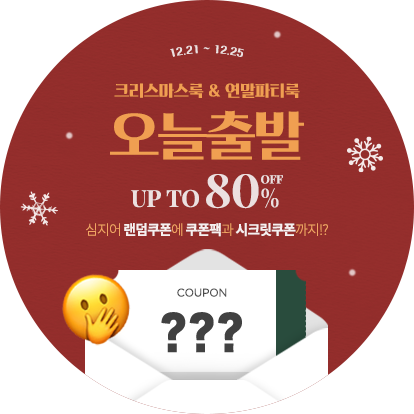 12.21 ~ 12.25
크리스마스룩 & 연말파티룩
오늘출발
UP TO 80% OFF
심지어 랜덤쿠폰에 쿠폰팩과 시크릿쿠폰까지!?
COUPON
???